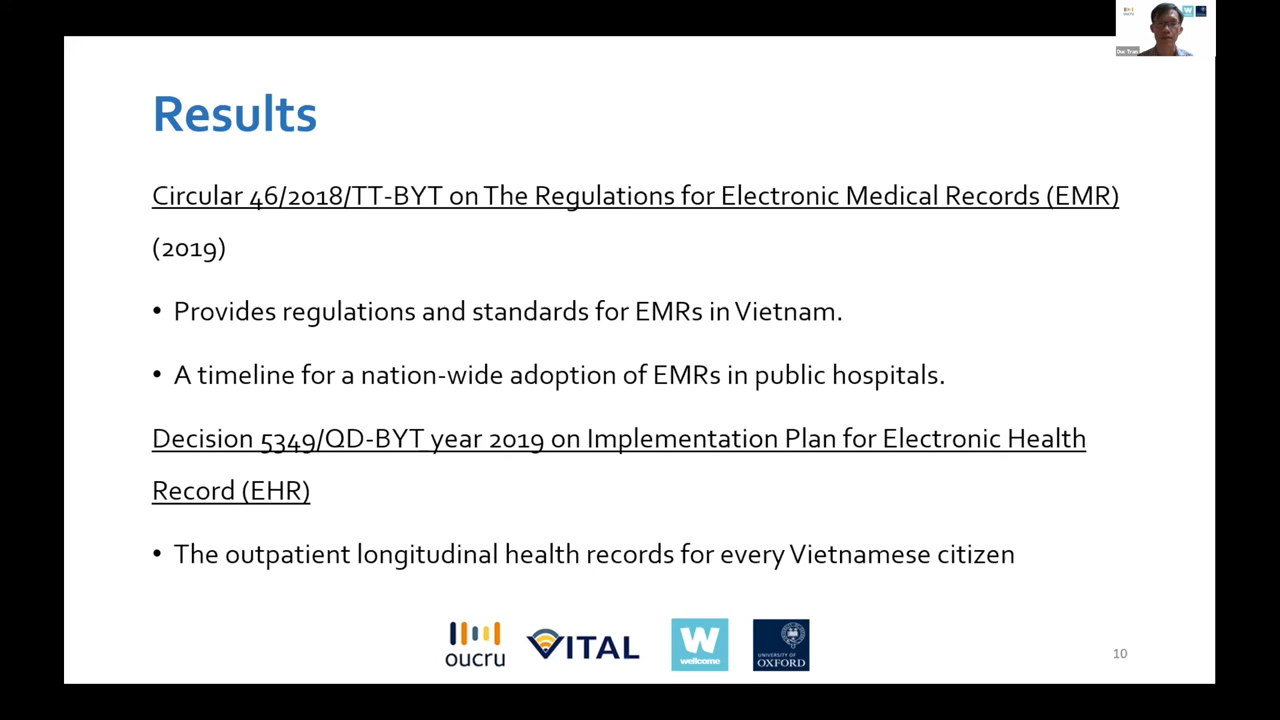 oucru
W
Duc Tran
Results
Circular 46/2018/TT-BYT on The Regulations for Electronic Medical Records (EMR)
(2019)
• Provides regulations and standards for EMRs in Vietnam.
• A timeline for a nation-wide adoption of EMRs in public hospitals.
Decision 5349/QD-BYT year 2019 on Implementation Plan for Electronic Health
Record (EHR)
• The outpatient longitudinal health records for every Vietnamese citizen
oucru
VITAL
W
wellcome
UNIVERSITY OF
OXFORD
10